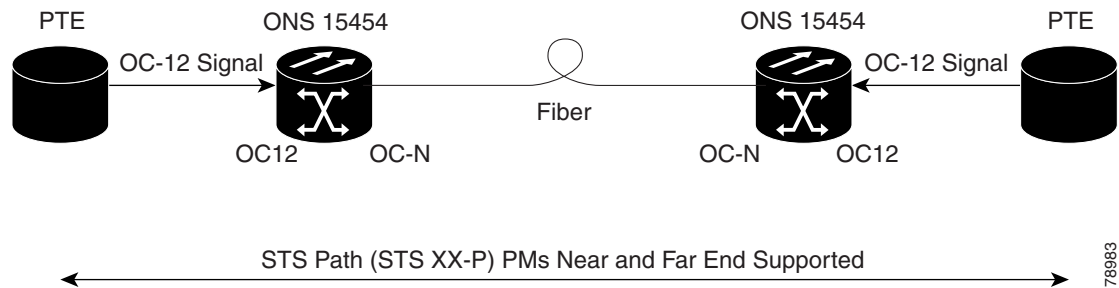 PTE
ONS 15454
ONS 15454
PTE
OC-12 Signal
OC-12 Signal
Fiber
OC12
OC-N
OC-N
OC12
STS Path (STS XX-P) PMs Near and Far End Supported
78983